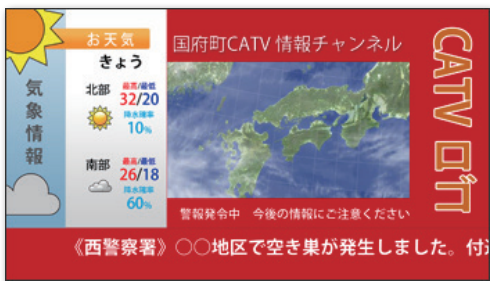 気象情報
お天気
きょう
北部
最高/最低
32/20
降水確率
10%
南部
最高/最低
26/18
降水確率
60%
国府町CATV 情報チャンネル
警報発令中 今後の情報にご注意ください
CATV ロゴ
《西警察署》○○地区で空き巣が発生しました。付近